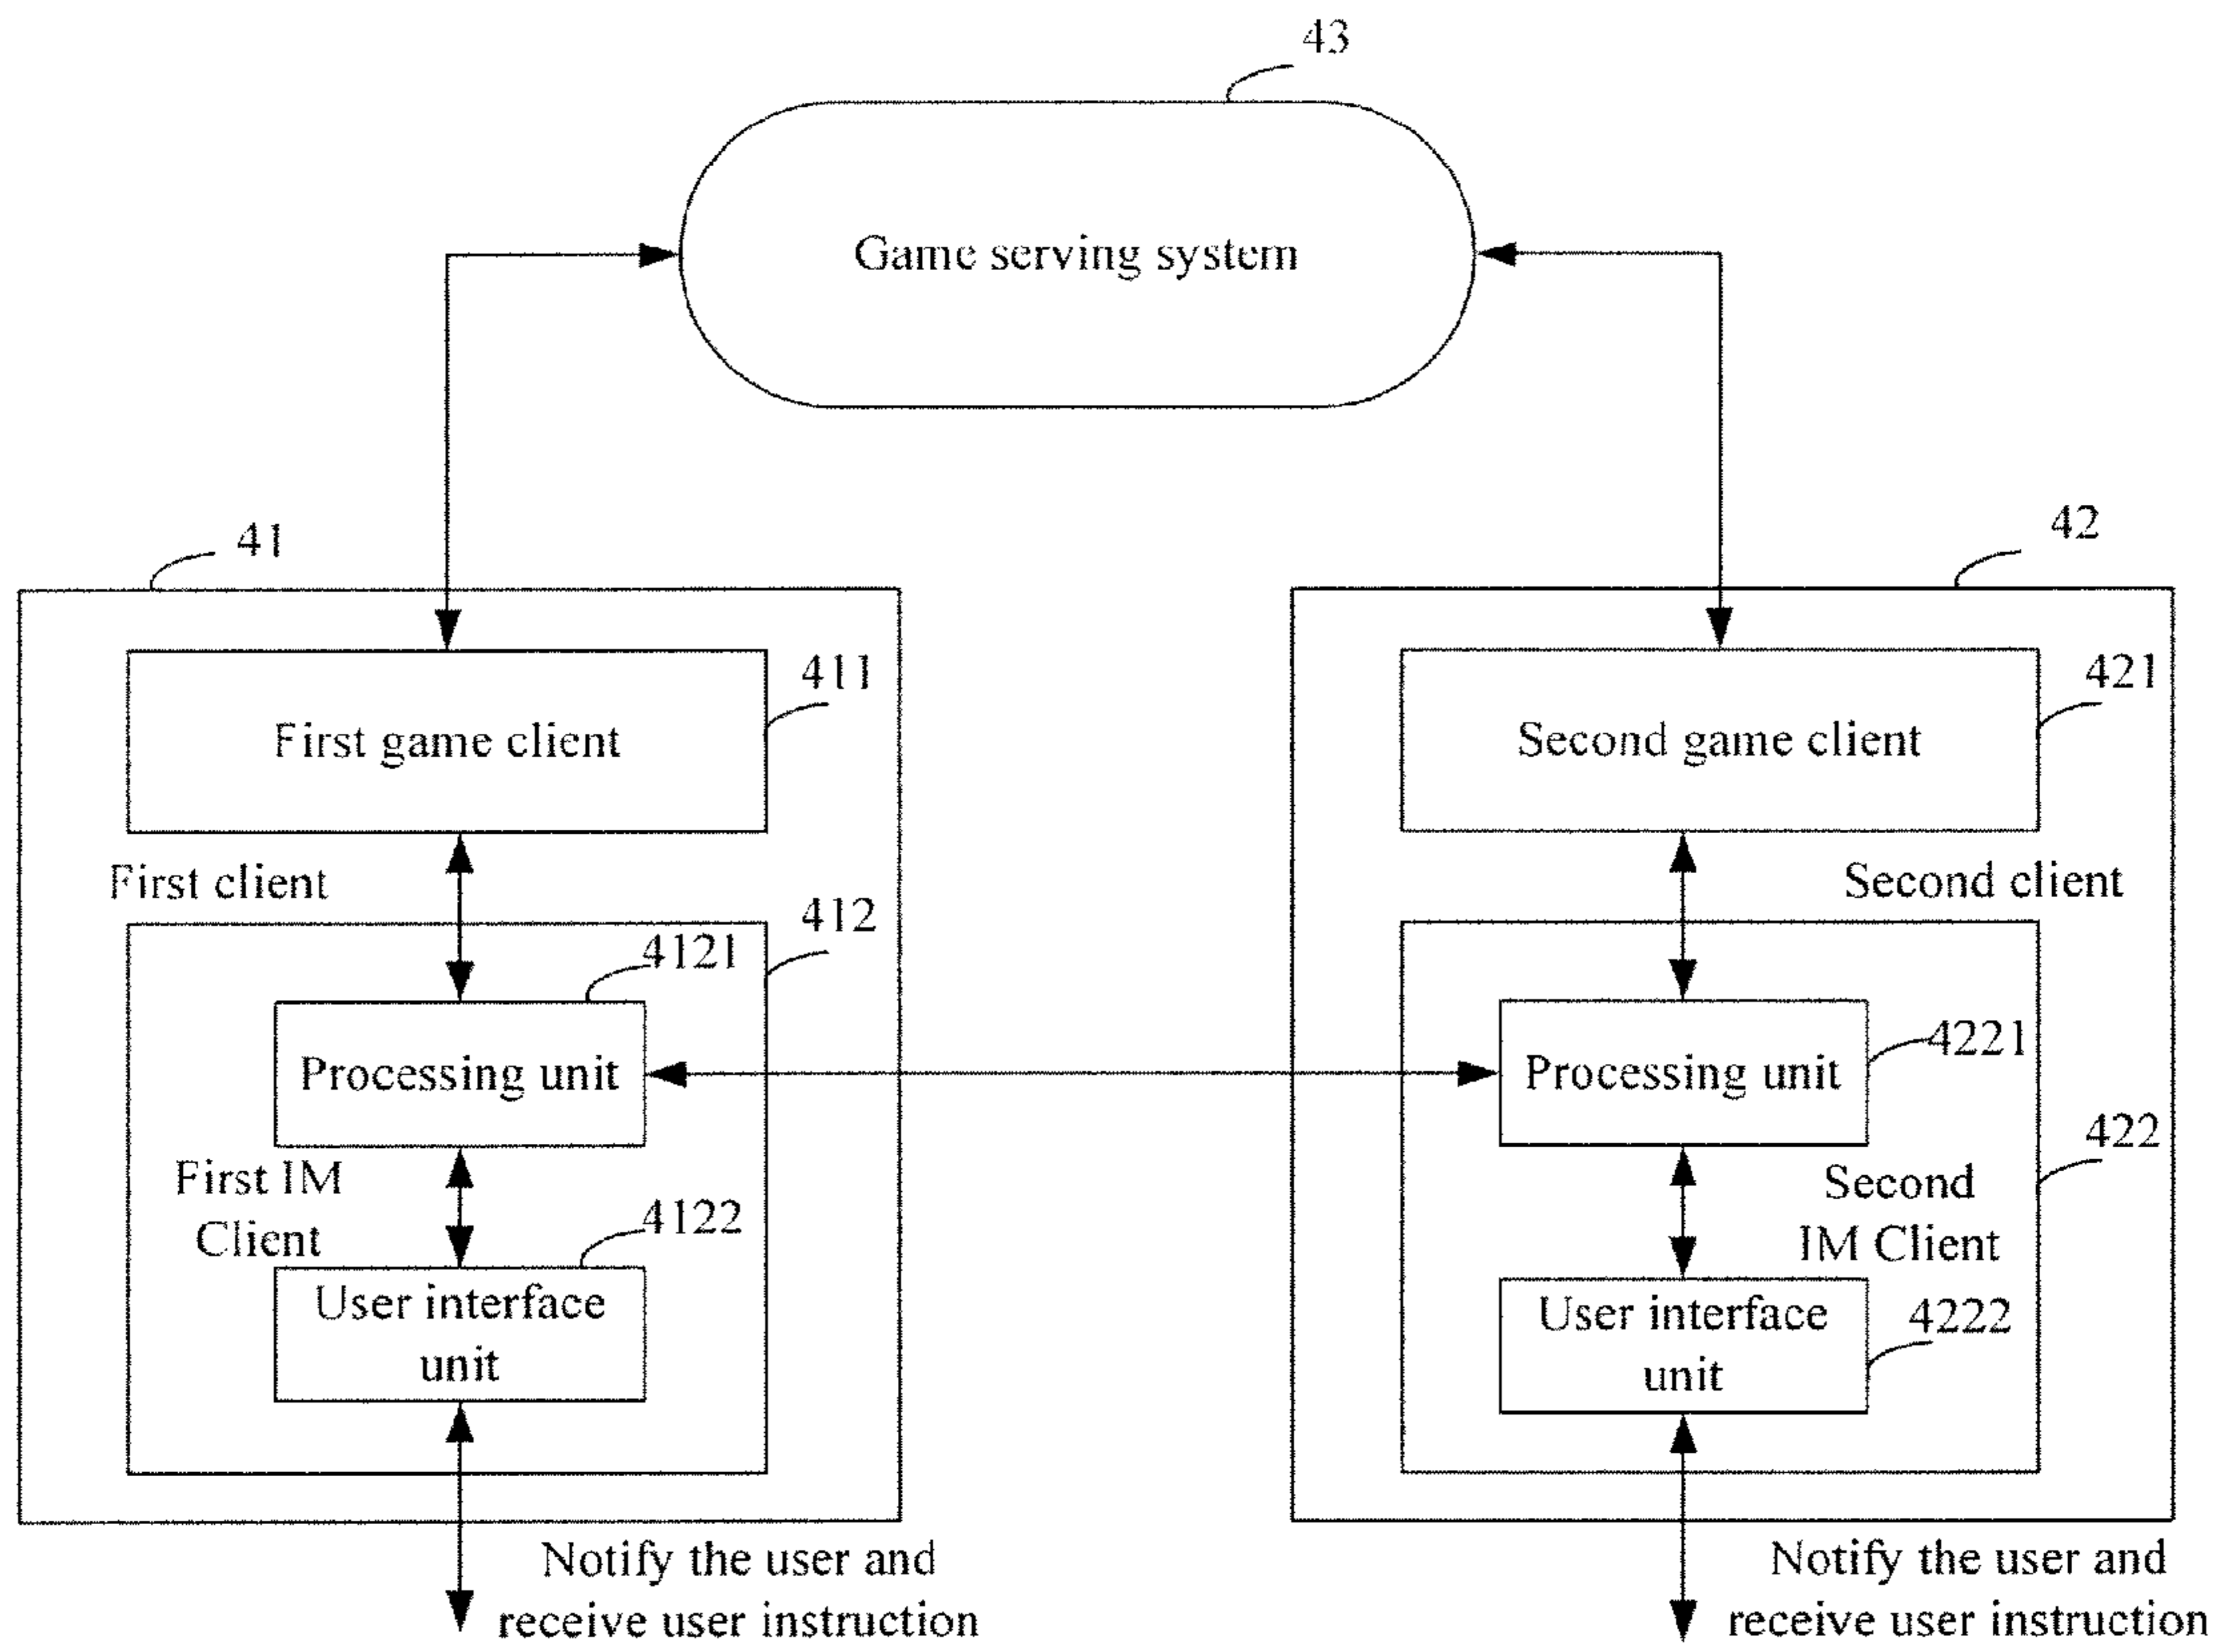 43
Game serving system
41
42
411
First game client
421
Second game client
First client
Second client
412
4121
Processing unit
4221
Processing unit
422
First IM
Client
Second
IM Client
4122
User interface
unit
4222
User interface
unit
Notify the user and
receive user instruction
Notify the user and
receive user instruction